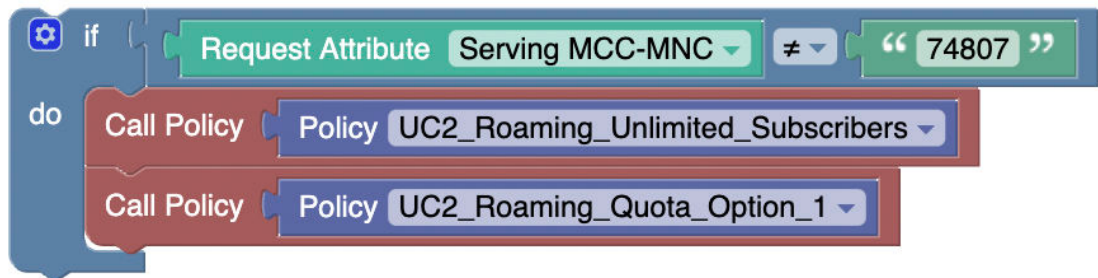 if Request Attribute Serving MCC-MNC ≠ “ 74807 ”
do Call Policy Policy UC2_Roaming_Unlimited_Subscribers
Call Policy Policy UC2_Roaming_Quota_Option_1